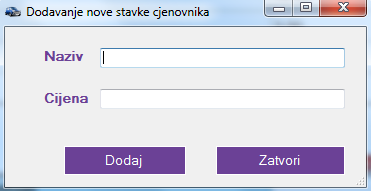 Dodavanje nove stavke cjenovnika
Naziv
Cijena
Dodaj Zatvori